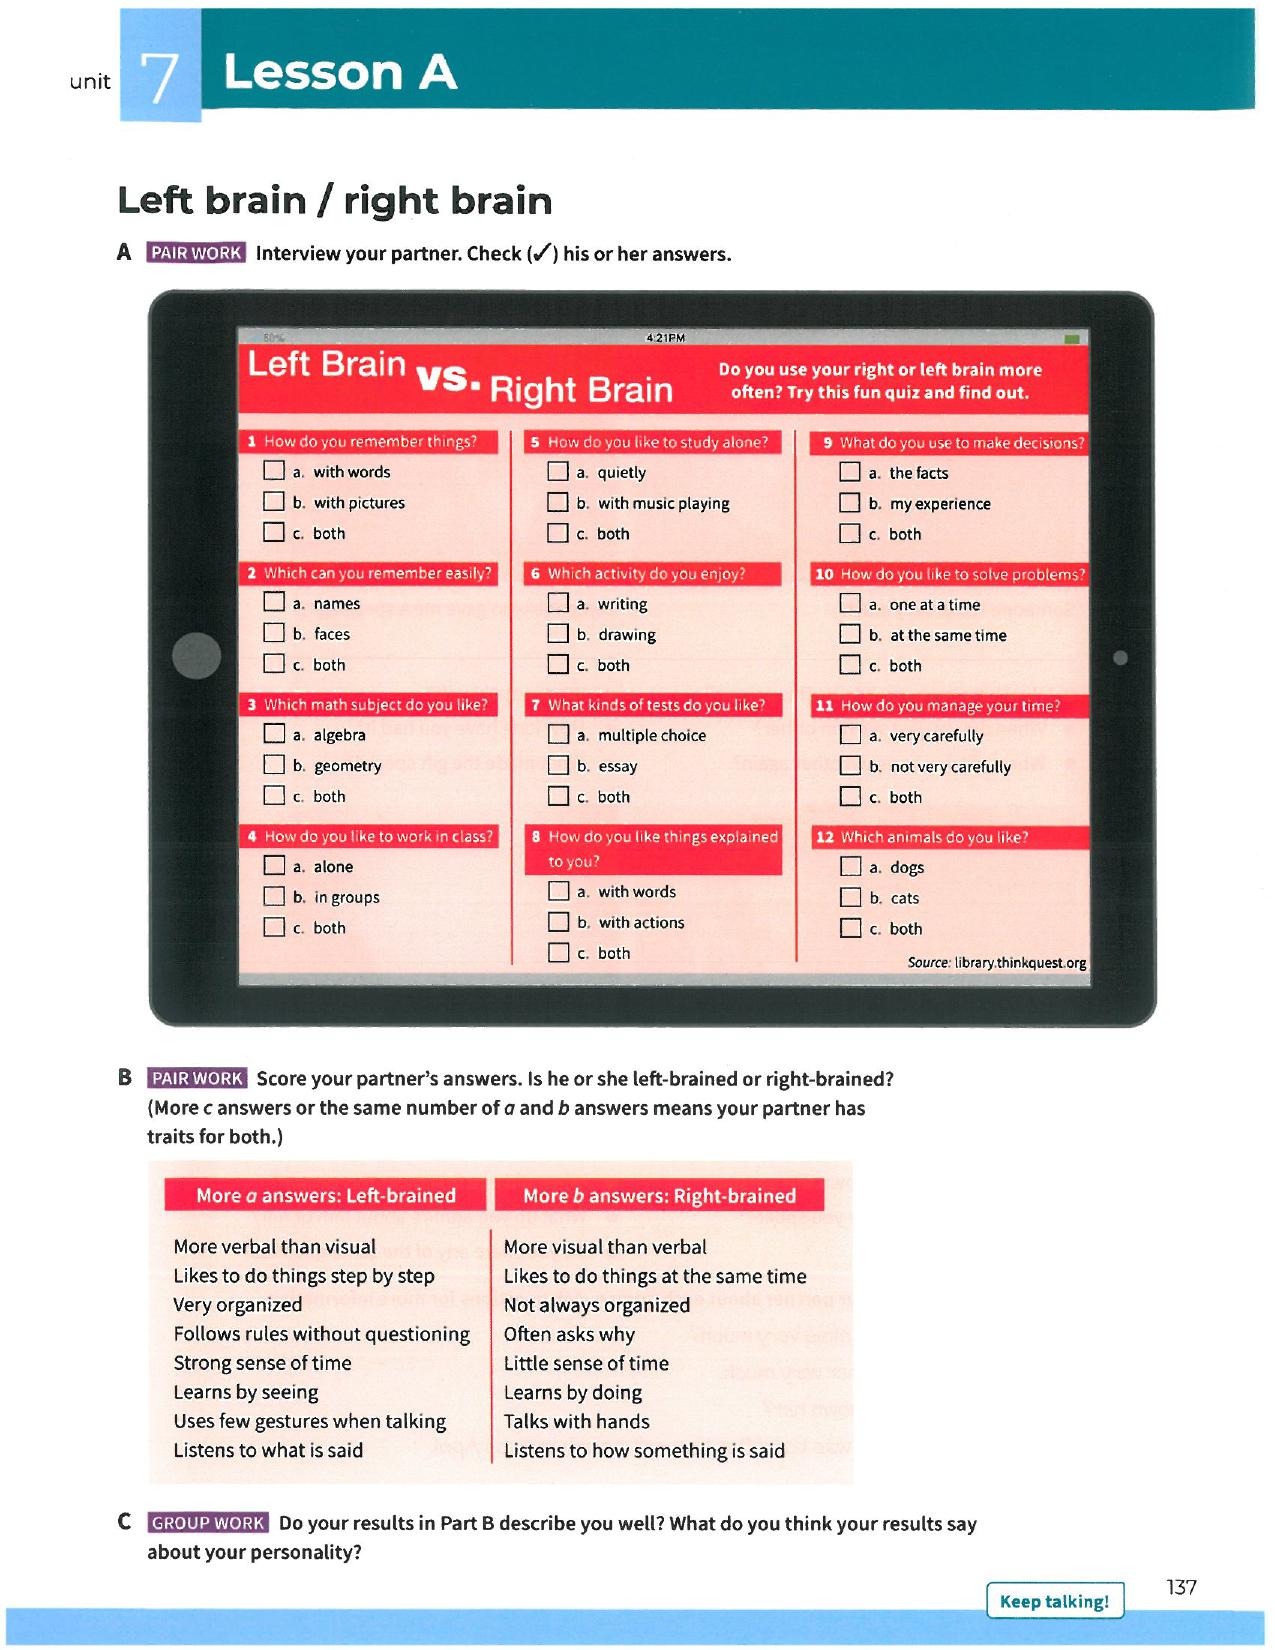 unit 7 Lesson A
Left brain / right brain
A PAIR WORK Interview your partner. Check (✓) his or her answers.
4:21PM
Left Brain vs. Right Brain
Do you use your right or left brain more
often? Try this fun quiz and find out.
1 How do you remember things?
a. with words
b. with pictures
c. both
2 Which can you remember easily?
a. names
b. faces
c. both
3 Which math subject do you like?
a. algebra
b. geometry
c. both
4 How do you like to work in class?
a. alone
b. in groups
c. both
5 How do you like to study alone?
a. quietly
b. with music playing
c. both
6 Which activity do you enjoy?
a. writing
b. drawing
c. both
7 What kinds of tests do you like?
a. multiple choice
b. essay
c. both
8 How do you like things explained
to you?
a. with words
b. with actions
c. both
9 What do you use to make decisions?
a. the facts
b. my experience
c. both
10 How do you like to solve problems?
a. one at a time
b. at the same time
c. both
11 How do you manage your time?
a. very carefully
b. not very carefully
c. both
12 Which animals do you like?
a. dogs
b. cats
c. both
Source: library.thinkquest.org
B PAIR WORK Score your partner's answers. Is he or she left-brained or right-brained?
(More c answers or the same number of a and b answers means your partner has
traits for both.)
More a answers: Left-brained
More verbal than visual
Likes to do things step by step
Very organized
Follows rules without questioning
Strong sense of time
Learns by seeing
Uses few gestures when talking
Listens to what is said
More b answers: Right-brained
More visual than verbal
Likes to do things at the same time
Not always organized
Often asks why
Little sense of time
Learns by doing
Talks with hands
Listens to how something is said
C GROUP WORK Do your results in Part B describe you well? What do you think your results say
about your personality?
Keep talking!
137